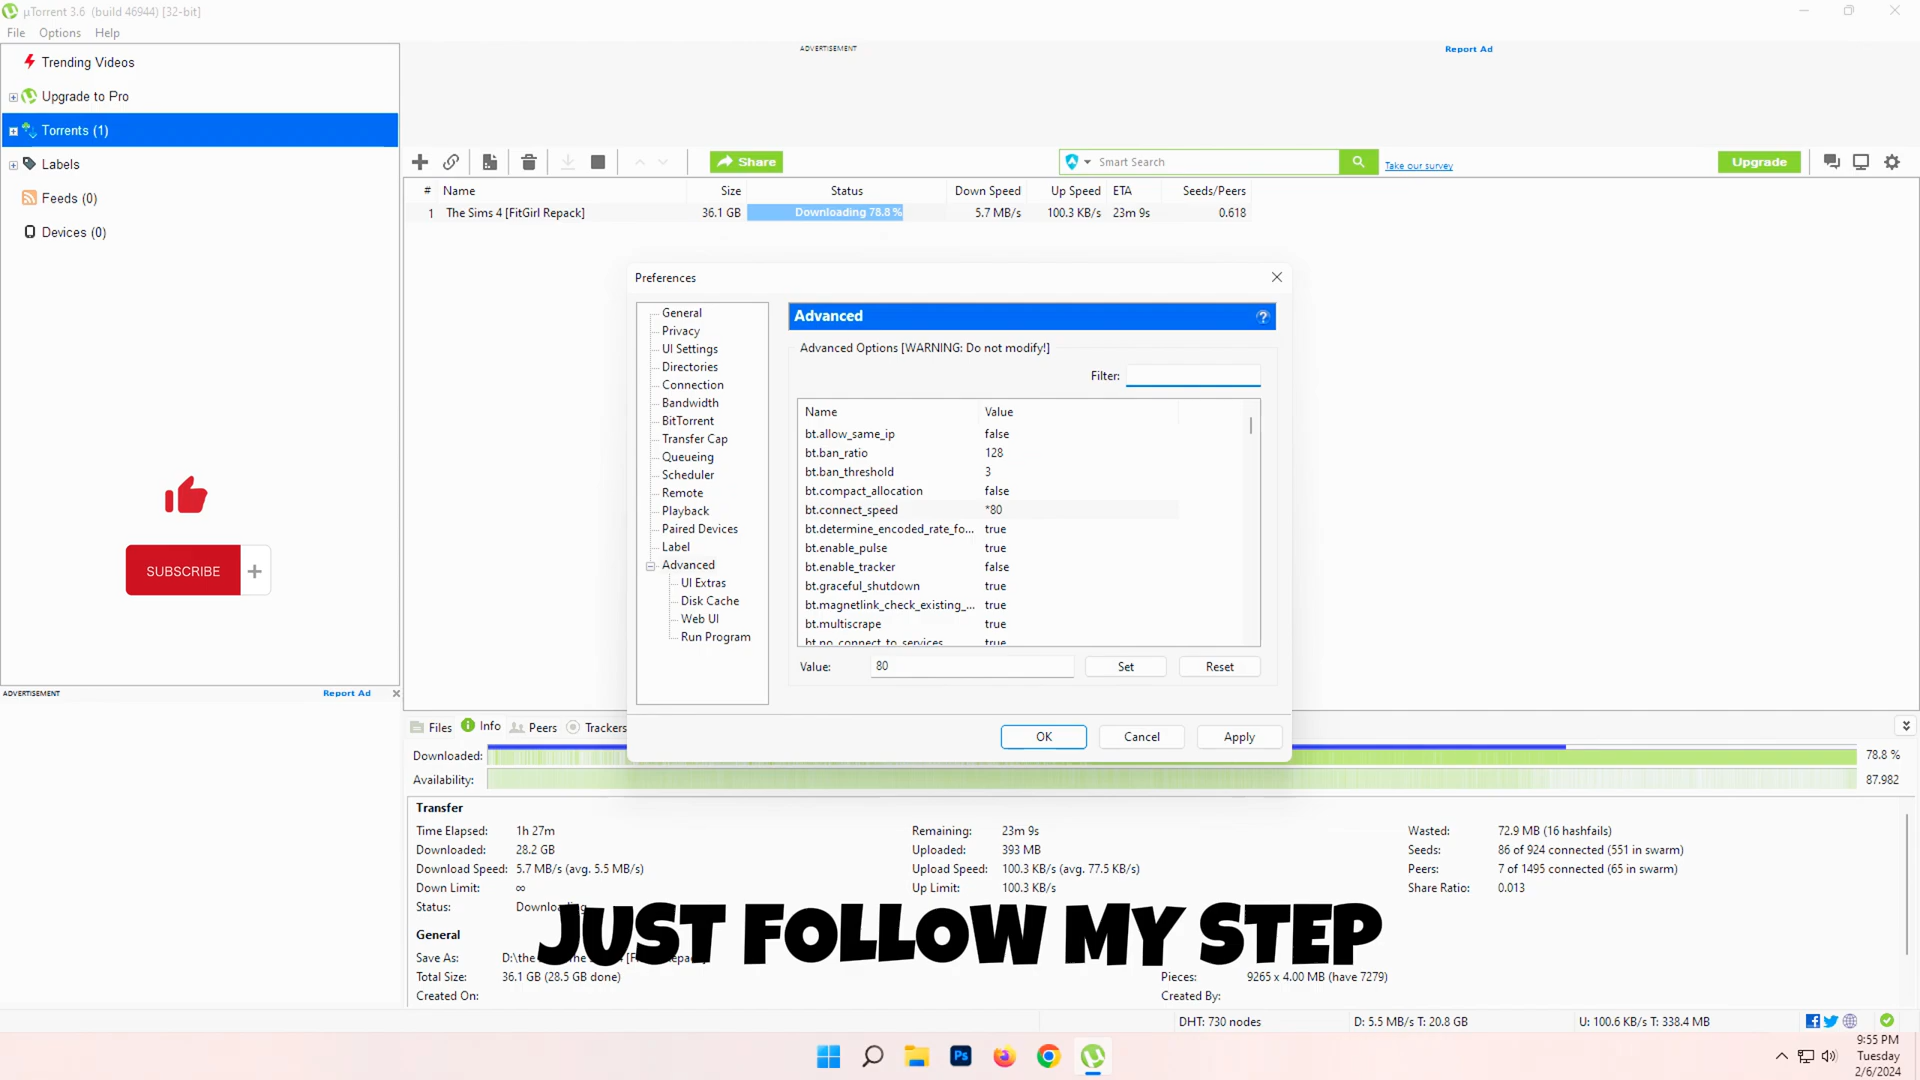 µTorrent 3.6 (build 46944) [32-bit]
File Options Help
Trending Videos
Upgrade to Pro
Torrents (1)
Labels
Feeds (0)
Devices (0)
SUBSCRIBE +
ADVERTISEMENT Report Ad
ADVERTISEMENT Report Ad
Share
Smart Search
Take our survey
Upgrade
# Name Size Status Down Speed Up Speed ETA Seeds/Peers
1 The Sims 4 [FitGirl Repack] 36.1 GB Downloading 78.8 % 5.7 MB/s 100.3 KB/s 23m 9s 0.618
Preferences
General
Privacy
UI Settings
Directories
Connection
Bandwidth
BitTorrent
Transfer Cap
Queueing
Scheduler
Remote
Playback
Paired Devices
Label
Advanced
UI Extras
Disk Cache
Web UI
Run Program
Advanced ?
Advanced Options [WARNING: Do not modify!]
Filter:
Name Value
bt.allow_same_ip false
bt.ban_ratio 128
bt.ban_threshold 3
bt.compact_allocation false
bt.connect_speed *80
bt.determine_encoded_rate_fo... true
bt.enable_pulse true
bt.enable_tracker false
bt.graceful_shutdown true
bt.magnetlink_check_existing_... true
bt.multiscrape true
bt.no_connect_to_services true
Value: 80 Set Reset
OK Cancel Apply
Files Info Peers Trackers
Downloaded: 78.8 %
Availability: 87.982
Transfer
Time Elapsed: 1h 27m Remaining: 23m 9s Wasted: 72.9 MB (16 hashfails)
Downloaded: 28.2 GB Uploaded: 393 MB Seeds: 86 of 924 connected (551 in swarm)
Download Speed: 5.7 MB/s (avg. 5.5 MB/s) Upload Speed: 100.3 KB/s (avg. 77.5 KB/s) Peers: 7 of 1495 connected (65 in swarm)
Down Limit: ∞ Up Limit: 100.3 KB/s Share Ratio: 0.013
Status: Downloading
JUST FOLLOW MY STEP
General
Save As: D:\the
Total Size: 36.1 GB (28.5 GB done) Pieces: 9265 x 4.00 MB (have 7279)
Created On: Created By:
DHT: 730 nodes D: 5.5 MB/s T: 20.8 GB U: 100.6 KB/s T: 338.4 MB
Ps
9:55 PM
Tuesday
2/6/2024